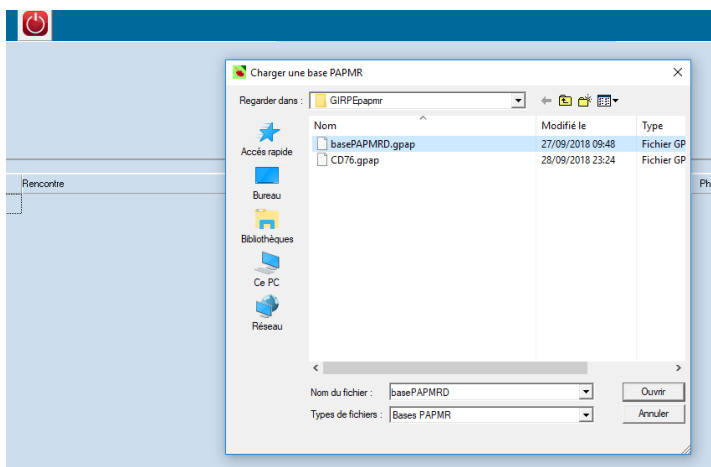 Charger une base PAPMR
Regarder dans : GIRPEpapmr
Nom Modifié le Type
basePAPMRD.gpap 27/09/2018 09:48 Fichier GP
CD76.gpap 28/09/2018 23:24 Fichier GP
Accès rapide
Rencontre Ph
Bureau
Bibliothèques
Ce PC
Réseau
Nom du fichier : basePAPMRD Ouvrir
Types de fichiers : Bases PAPMR Annuler